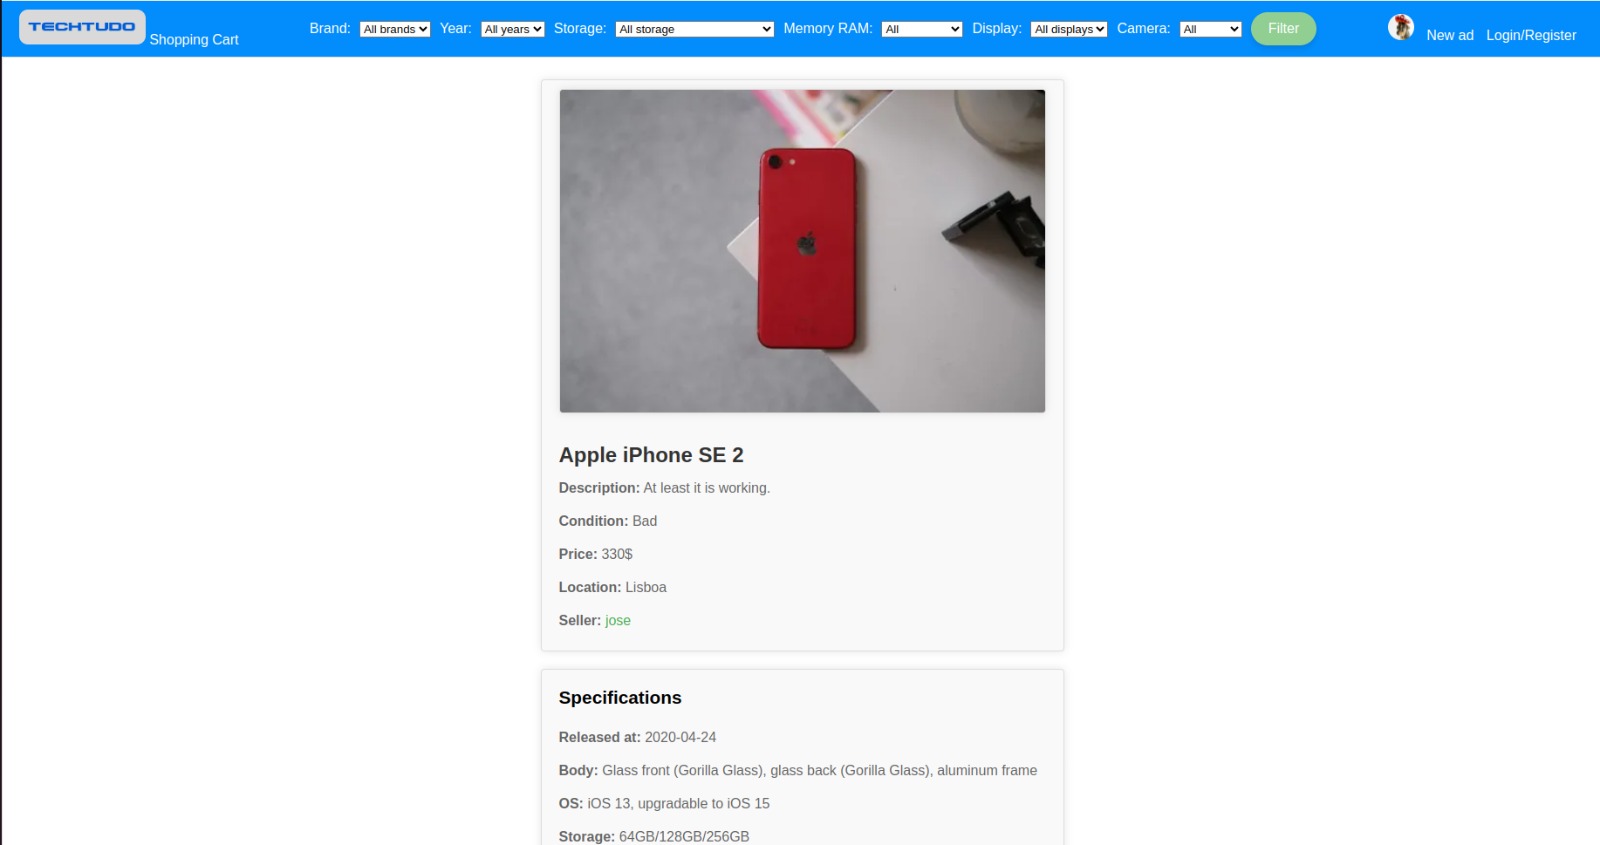 TECHTUDO Shopping Cart Brand: All brands Year: All years Storage: All storage Memory RAM: All Display: All displays Camera: All Filter New ad Login/Register
Apple iPhone SE 2
Description: At least it is working.
Condition: Bad
Price: 330$
Location: Lisboa
Seller: jose
Specifications
Released at: 2020-04-24
Body: Glass front (Gorilla Glass), glass back (Gorilla Glass), aluminum frame
OS: iOS 13, upgradable to iOS 15
Storage: 64GB/128GB/256GB